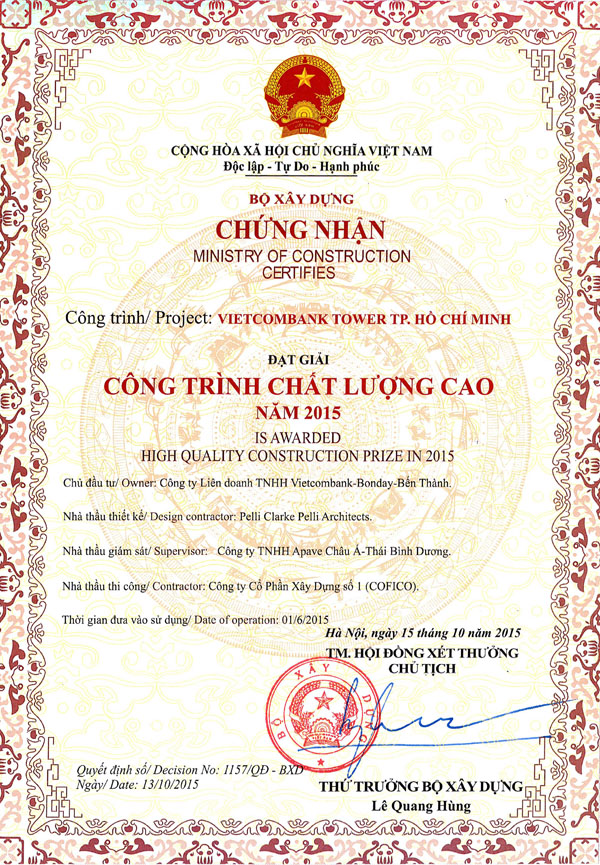 CỘNG HÒA XÃ HỘI CHỦ NGHĨA VIỆT NAM
Độc lập - Tự Do - Hạnh phúc
BỘ XÂY DỰNG
CHỨNG NHẬN
MINISTRY OF CONSTRUCTION
CERTIFIES
Công trình/ Project: VIETCOMBANK TOWER TP. HỒ CHÍ MINH
ĐẠT GIẢI
CÔNG TRÌNH CHẤT LƯỢNG CAO
NĂM 2015
IS AWARDED
HIGH QUALITY CONSTRUCTION PRIZE IN 2015
Chủ đầu tư/ Owner: Công ty Liên doanh TNHH Vietcombank-Bonday-Bến Thành.
Nhà thầu thiết kế/ Design contractor: Pelli Clarke Pelli Architects.
Nhà thầu giám sát/ Supervisor: Công ty TNHH Apave Châu Á-Thái Bình Dương.
Nhà thầu thi công/ Contractor: Công ty Cổ Phần Xây Dựng số 1 (COFICO).
Thời gian đưa vào sử dụng/ Date of operation: 01/6/2015
Hà Nội, ngày 15 tháng 10 năm 2015
TM. HỘI ĐỒNG XÉT THƯỞNG
CHỦ TỊCH
BỘ XÂY DỰNG
Quyết định số/ Decision No: 1157/QĐ - BXD
Ngày/ Date: 13/10/2015
THỨ TRƯỞNG BỘ XÂY DỰNG
Lê Quang Hùng